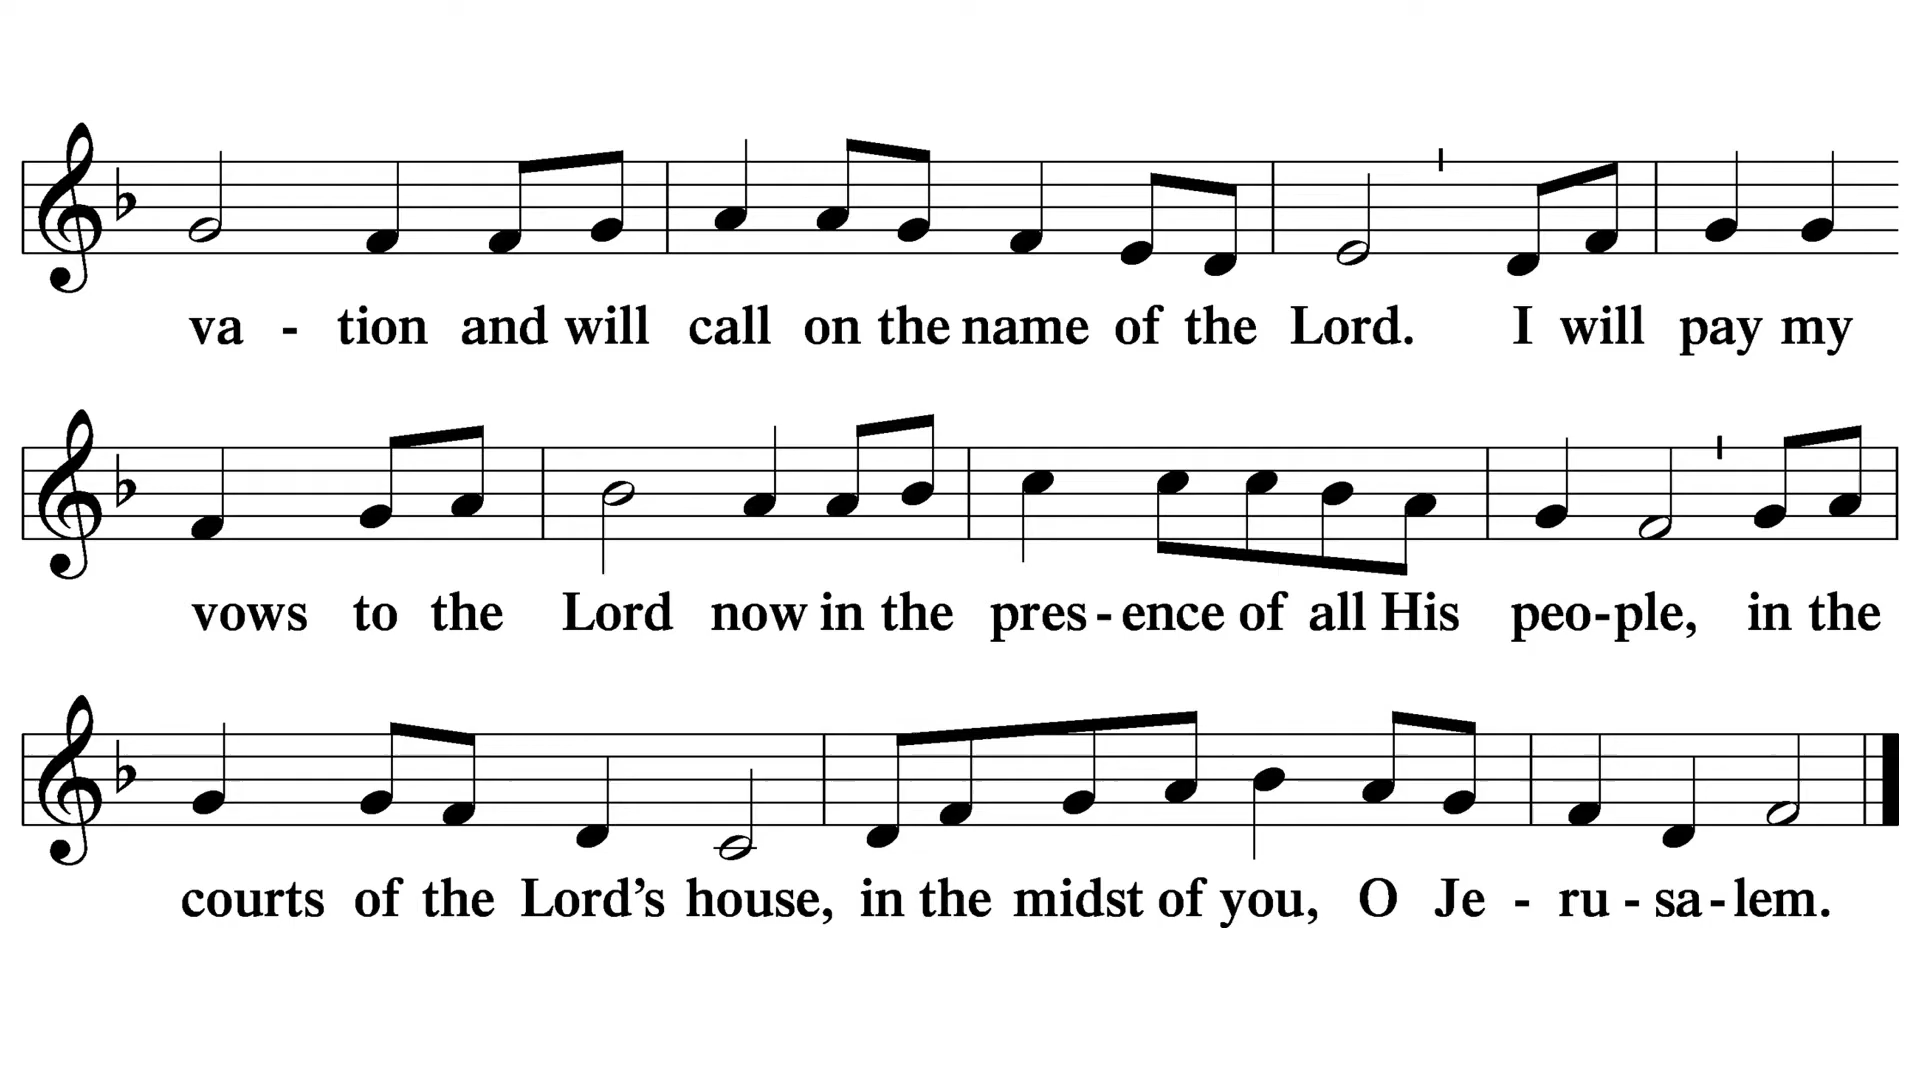 va - tion and will call on the name of the Lord. I will pay my
vows to the Lord now in the pres - ence of all His peo - ple, in the
courts of the Lord’s house, in the midst of you, O Je - ru - sa - lem.